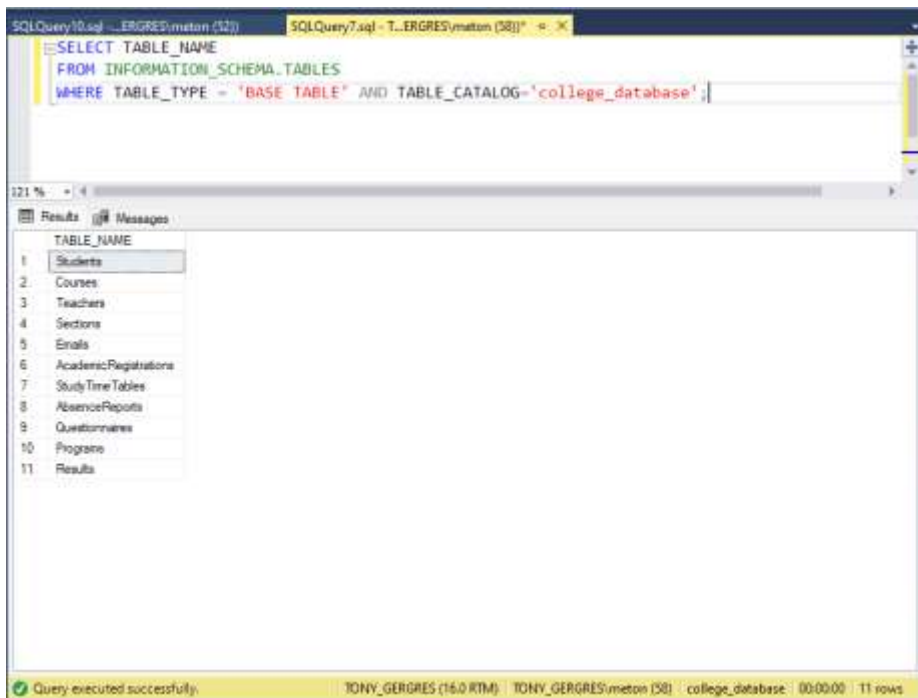 SQLQuery10.sql -...ERGRES\meton (52))
SQLQuery7.sql - T...ERGRES\meton (58))*
SELECT TABLE_NAME
FROM INFORMATION_SCHEMA.TABLES
WHERE TABLE_TYPE = 'BASE TABLE' AND TABLE_CATALOG='college_database';
121 %
Results Messages
TABLE_NAME
1 Students
2 Courses
3 Teachers
4 Sections
5 Emails
6 AcademicRegistrations
7 StudyTimeTables
8 AbsenceReports
9 Questionnaires
10 Programs
11 Results
Query executed successfully. TONY_GERGRES (16.0 RTM) TONY_GERGRES\meton (58) college_database 00:00:00 11 rows